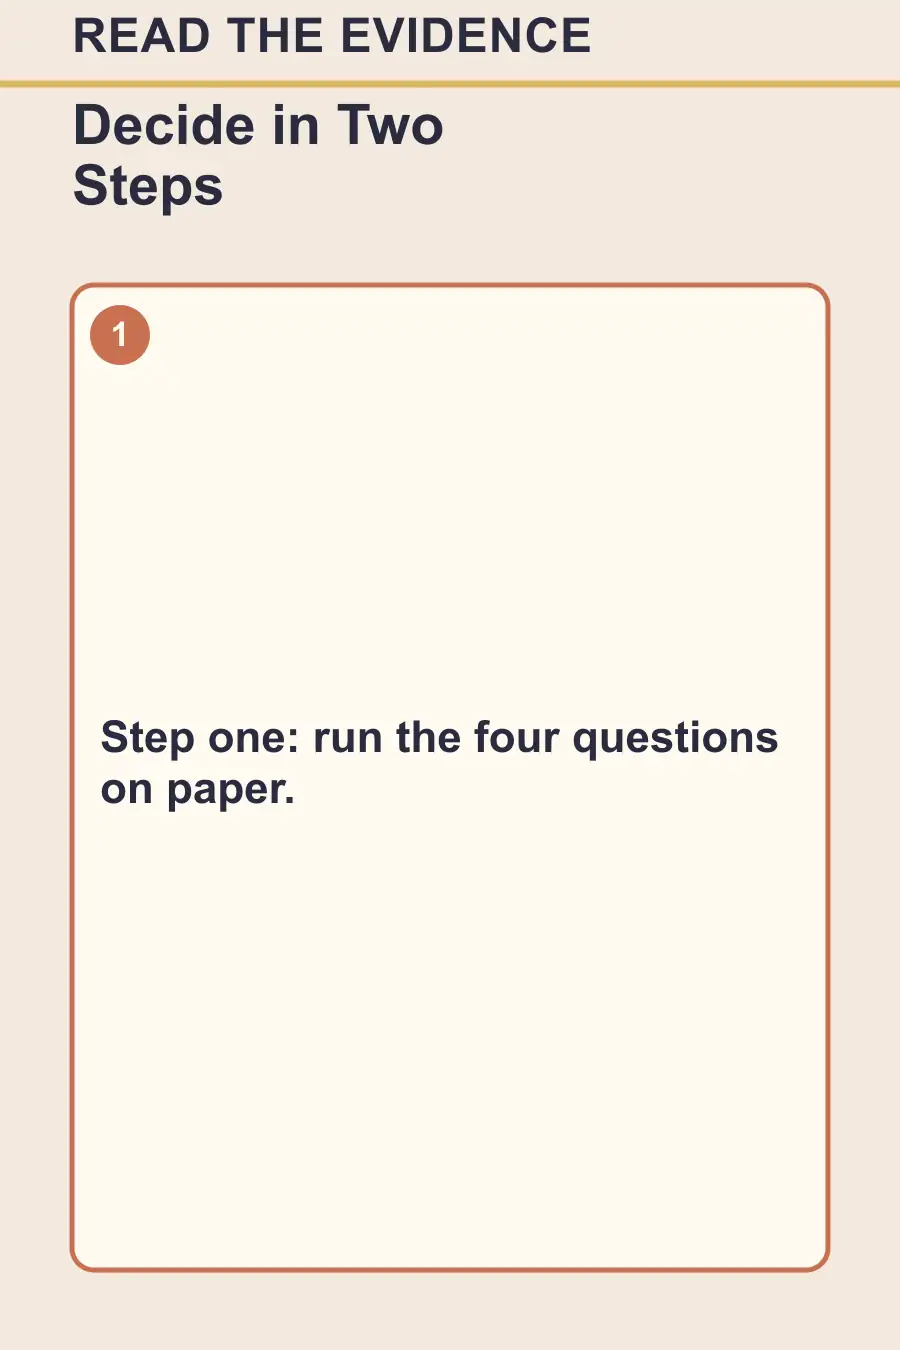 READ THE EVIDENCE
Decide in Two
Steps
1
Step one: run the four questions
on paper.